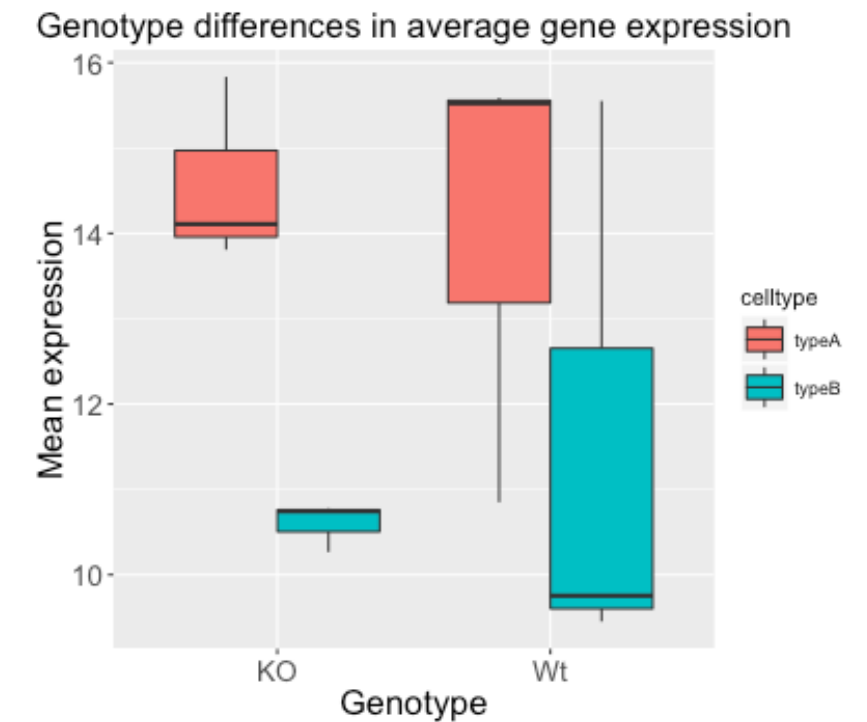 Genotype differences in average gene expression
16
14
12
10
Mean expression
KO
Wt
Genotype
celltype
typeA
typeB